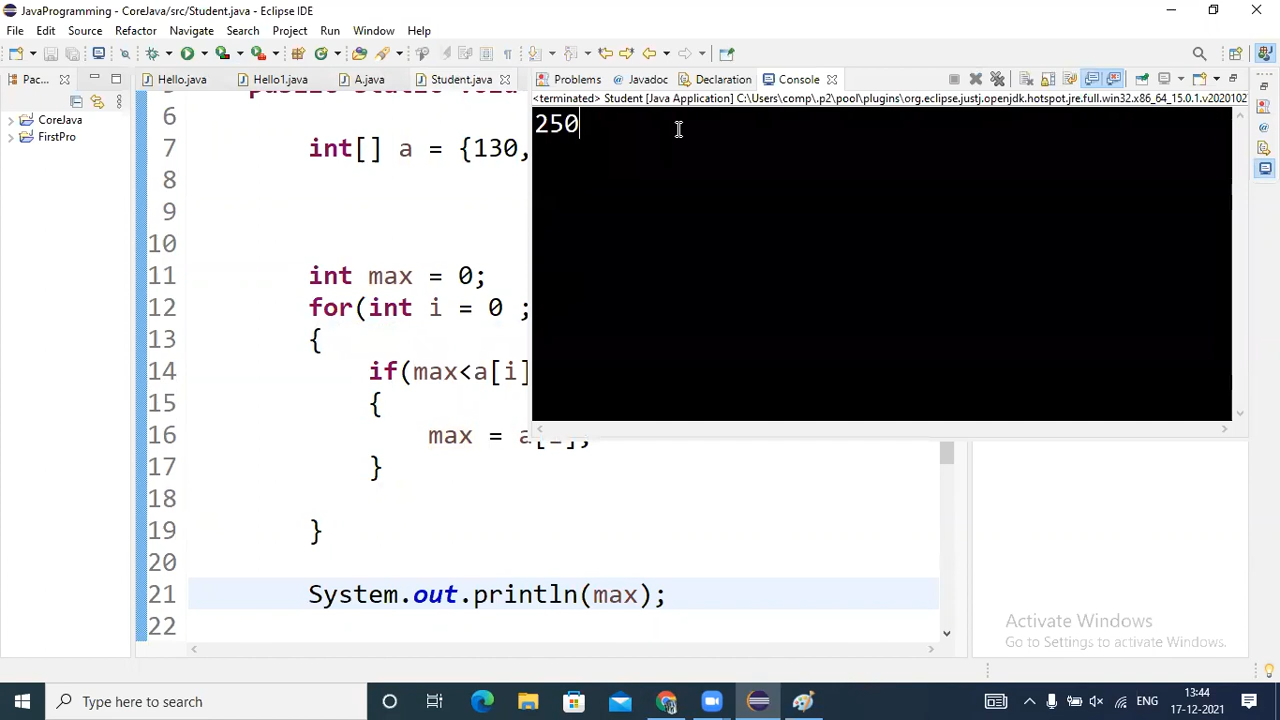 JavaProgramming - CoreJava/src/Student.java - Eclipse IDE
File Edit Source Refactor Navigate Search Project Run Window Help
Pac... Hello.java Hello1.java A.java Student.java Problems Javadoc Declaration Console
<terminated> Student [Java Application] C:\Users\comp\.p2\pool\plugins\org.eclipse.justj.openjdk.hotspot.jre.full.win32.x86_64_15.0.1.v2020102
CoreJava
FirstPro
250
6
7 int[] a = {130,
8
9
10
11 int max = 0;
12 for(int i = 0 ;
13 {
14 if(max<a[i]
15 {
16 max = a[i];
17 }
18
19 }
20
21 System.out.println(max);
22
Activate Windows
Go to Settings to activate Windows.
Type here to search
ENG
13:44
17-12-2021